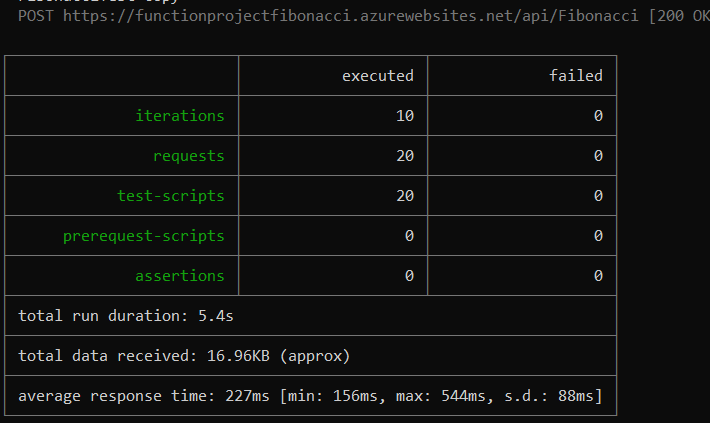 POST https://functionprojectfibonacci.azurewebsites.net/api/Fibonacci [200 OK
executed failed
iterations 10 0
requests 20 0
test-scripts 20 0
prerequest-scripts 0 0
assertions 0 0
total run duration: 5.4s
total data received: 16.96KB (approx)
average response time: 227ms [min: 156ms, max: 544ms, s.d.: 88ms]